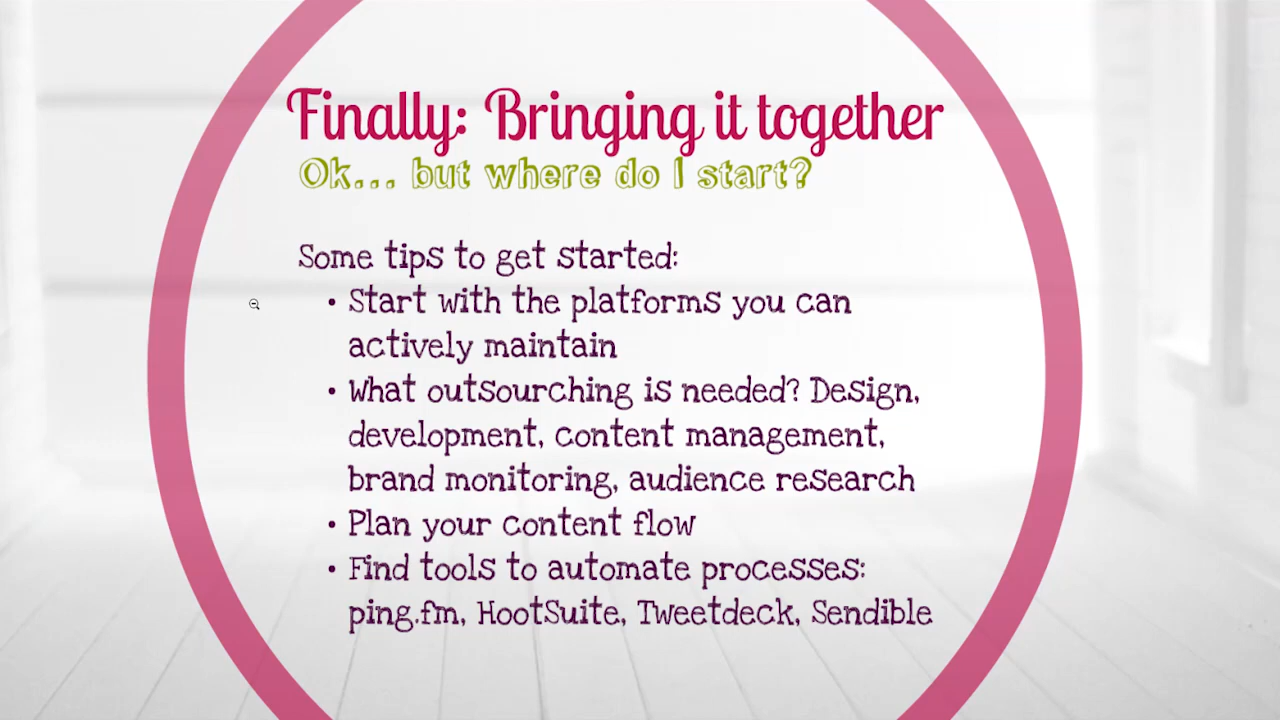 Finally: Bringing it together
Ok... but where do I start?
Some tips to get started:
• Start with the platforms you can
actively maintain
• What outsourching is needed? Design,
development, content management,
brand monitoring, audience research
• Plan your content flow
• Find tools to automate processes:
ping.fm, HootSuite, Tweetdeck, Sendible